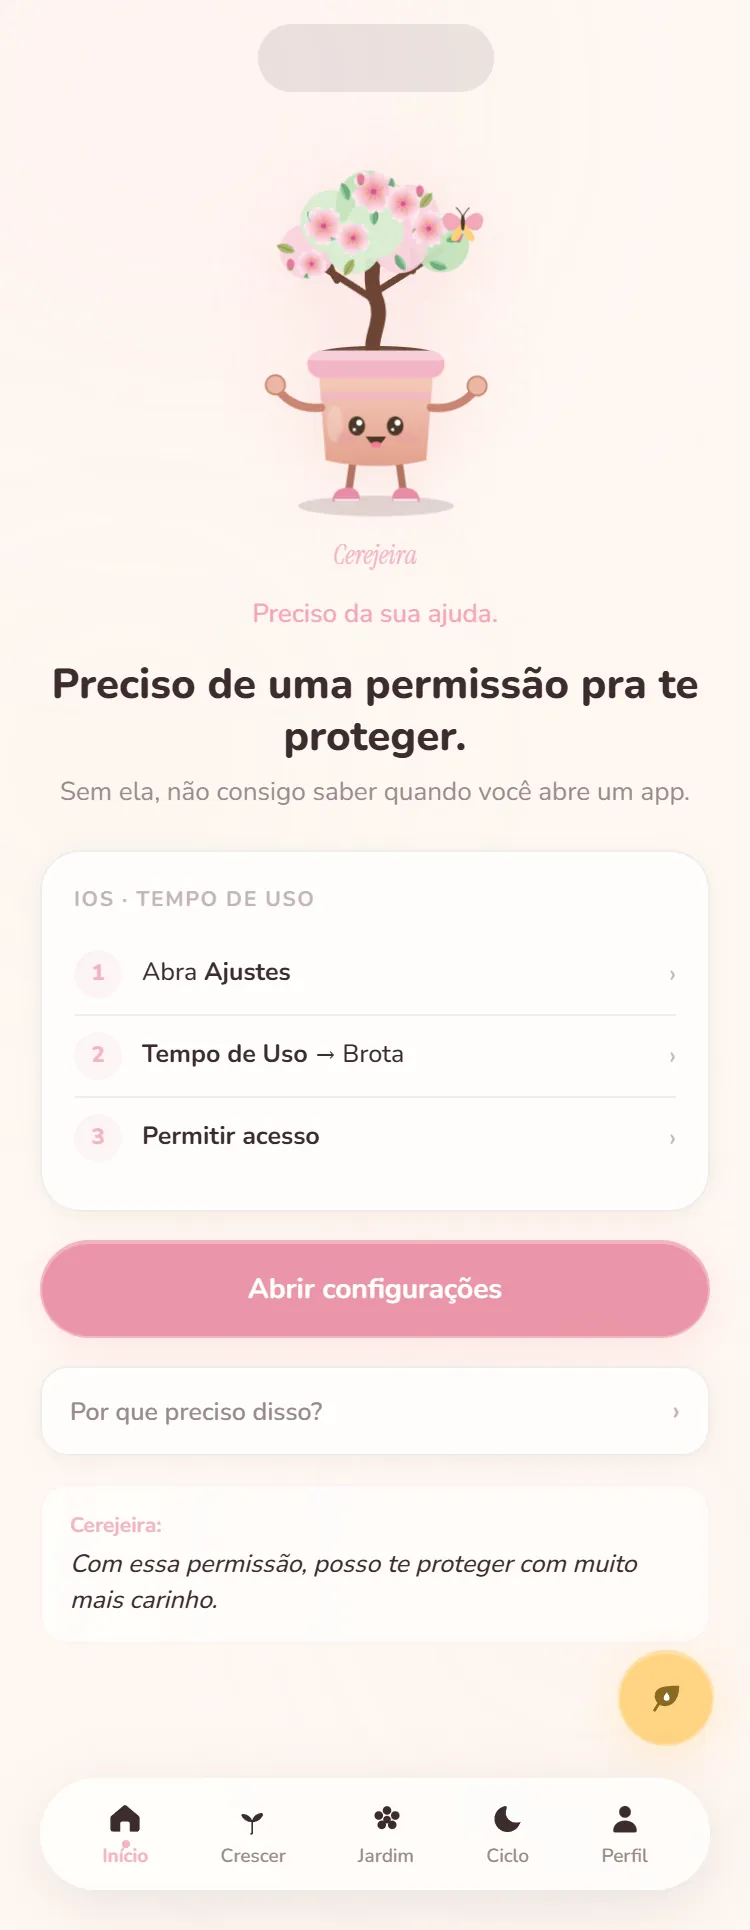 Cerejeira
Preciso da sua ajuda.
Preciso de uma permissão pra te
proteger.
Sem ela, não consigo saber quando você abre um app.
IOS · TEMPO DE USO
1 Abra Ajustes ›
2 Tempo de Uso → Brota ›
3 Permitir acesso ›
Abrir configurações
Por que preciso disso? ›
Cerejeira:
Com essa permissão, posso te proteger com muito
mais carinho.
Início Crescer Jardim Ciclo Perfil